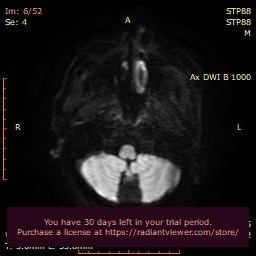 Im: 6/52
Se: 4
A
STP88
STP88
M
Ax DWI B 1000
R
L
You have 30 days left in your trial period.
Purchase a license at https://radiantviewer.com/store/